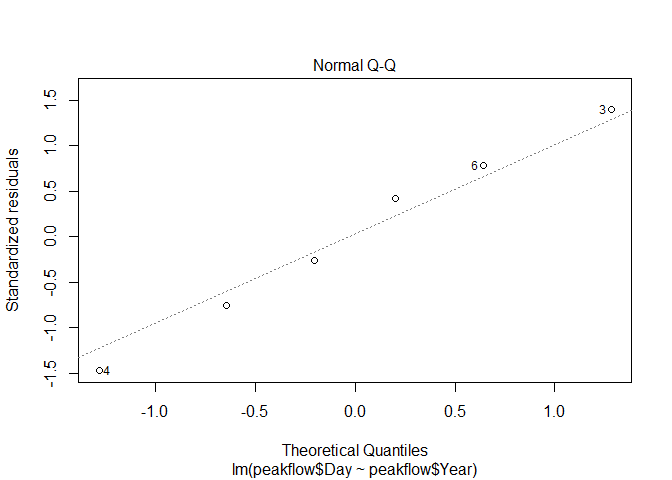 Normal Q-Q
Standardized residuals
1.5
1.0
0.5
0.0
-0.5
-1.0
-1.5
3
6
4
-1.0 -0.5 0.0 0.5 1.0
Theoretical Quantiles
lm(peakflow$Day ~ peakflow$Year)